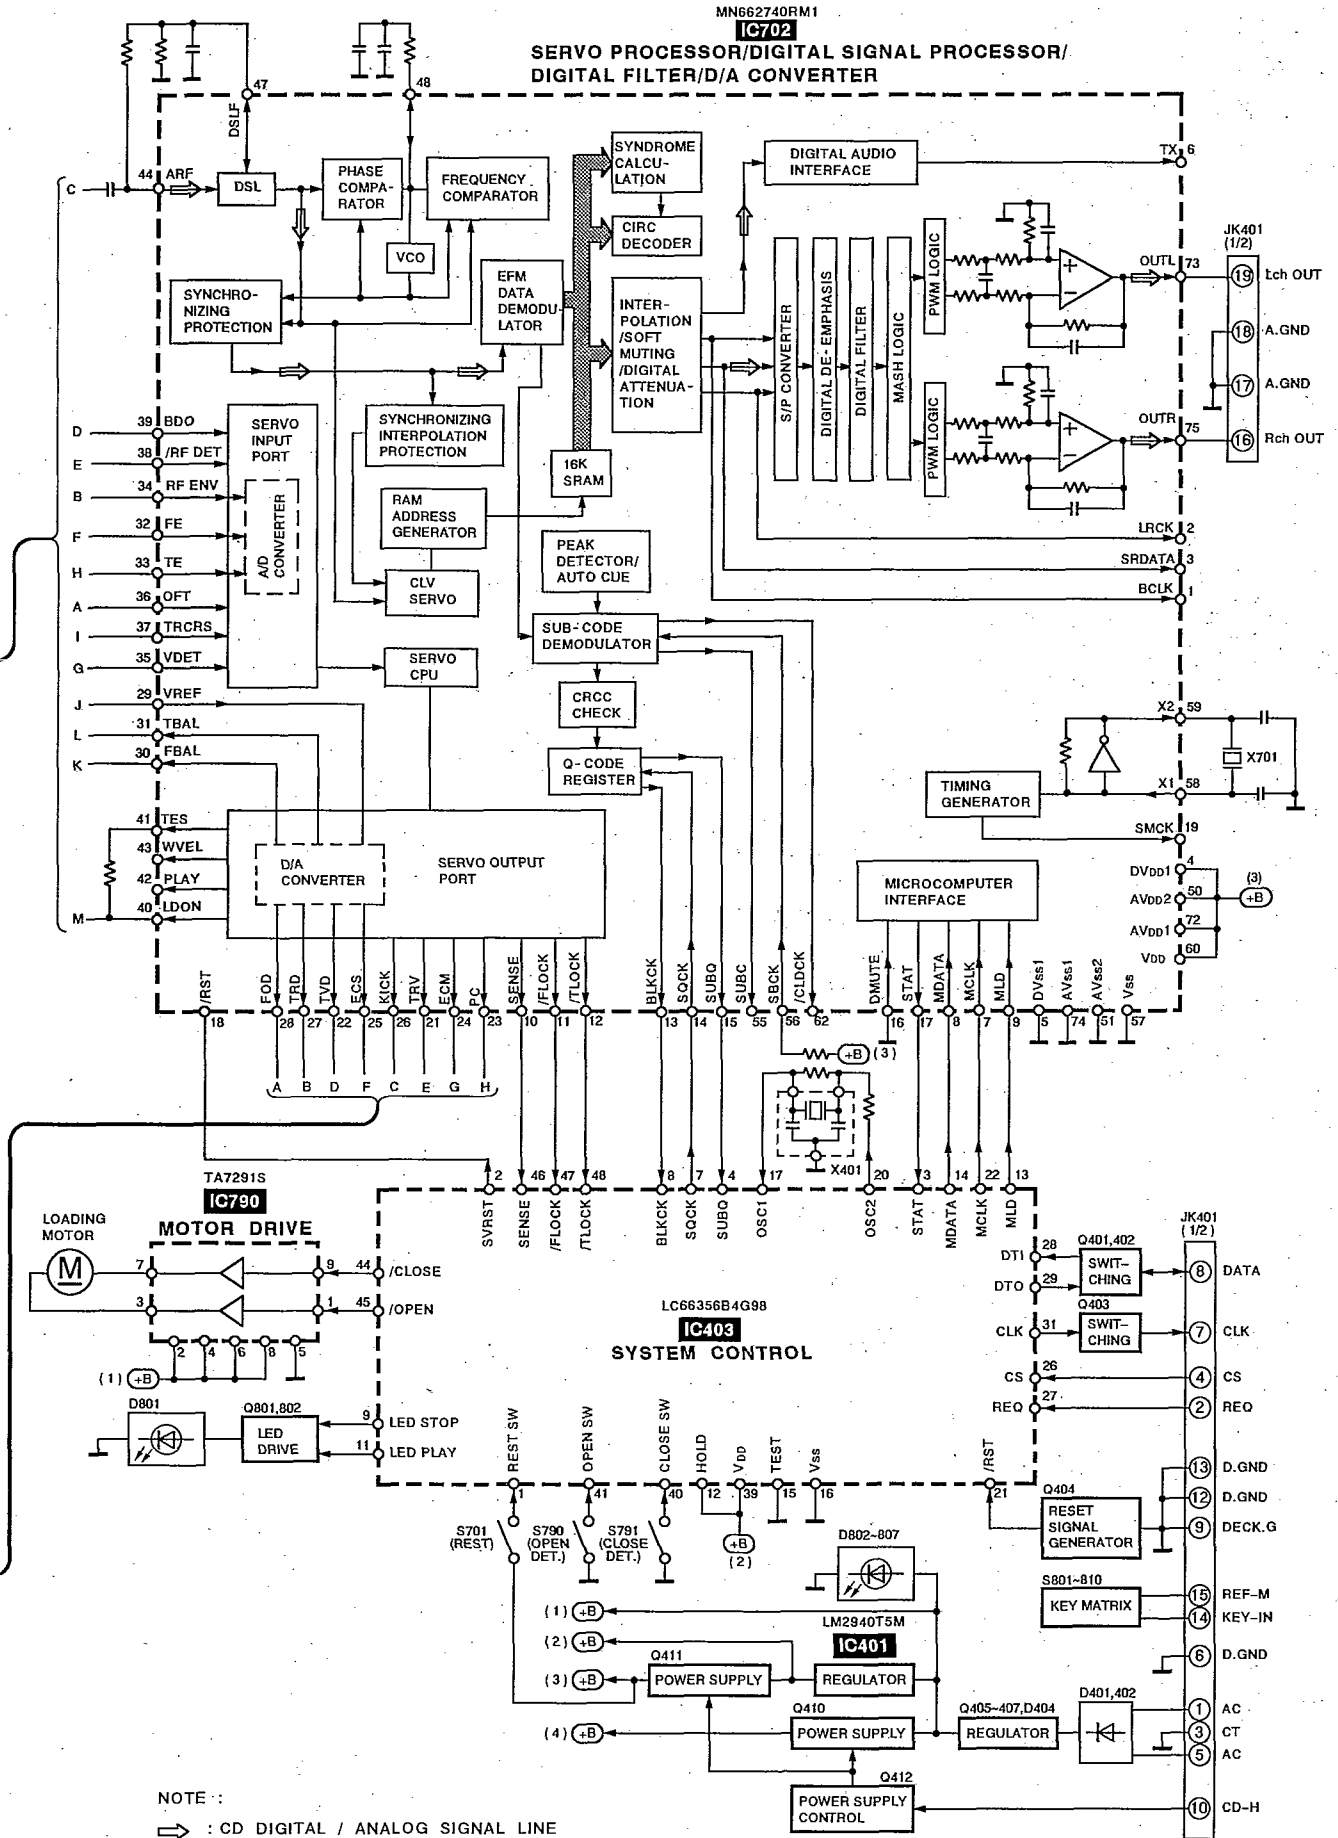 MN662740RM1
IC702
SERVO PROCESSOR/DIGITAL SIGNAL PROCESSOR/
DIGITAL FILTER/D/A CONVERTER
47
48
DSLF
TX
6
C
44
ARF
DSL
PHASE
COMPA-
RATOR
FREQUENCY
COMPARATOR
VCO
SYNDROME
CALCU-
LATION
CIRC
DECODER
DIGITAL AUDIO
INTERFACE
SYNCHRO-
NIZING
PROTECTION
EFM
DATA
DEMODU-
LATOR
INTER-
POLATION
/SOFT
MUTING
/DIGITAL
ATTENUA-
TION
S/P CONVERTER
DIGITAL DE-EMPHASIS
DIGITAL FILTER
MASH LOGIC
PWM LOGIC
PWM LOGIC
+
−
+
−
OUTL
73
OUTR
75
JK401
(1/2)
19 Lch OUT
18 A.GND
17 A.GND
16 Rch OUT
SYNCHRONIZING
INTERPOLATION
PROTECTION
16K
SRAM
RAM
ADDRESS
GENERATOR
CLV
SERVO
PEAK
DETECTOR/
AUTO CUE
SUB-CODE
DEMODULATOR
CRCC
CHECK
Q-CODE
REGISTER
SERVO
INPUT
PORT
A/D
CONVERTER
SERVO
CPU
D 39 BDO
E 38 /RF DET
B 34 RF ENV
F 32 FE
H 33 TE
A 36 OFT
I 37 TRCRS
G 35 VDET
J 29 VREF
L 31 TBAL
K 30 FBAL
41 TES
43 WVEL
42 PLAY
M 40 LDON
D/A
CONVERTER
SERVO OUTPUT
PORT
LRCK 2
SRDATA 3
BCLK 1
X2 59
X701
X1 58
TIMING
GENERATOR
SMCK 19
MICROCOMPUTER
INTERFACE
DVDD1 4
AVDD2 50
AVDD1 72
VDD 60
(3)
+B
/RST
FOD
TRD
TVD
ECS
KICK
TRV
ECM
PC
SENSE
/FLOCK
/TLOCK
BLKCK
SQCK
SUBQ
SUBC
SBCK
/CLDCK
DMUTE
STAT
MDATA
MCLK
MLD
DVSS1
AVSS1
AVSS2
VSS
18 28 27 22 25 26 21 24 23 10 11 12 13 14 15 55 56 62 16 17 8 7 9 5 74 51 57
+B (3)
A B D F C E G H
X401
TA7291S
IC790
MOTOR DRIVE
LOADING
MOTOR
M
7 9
3 1
2 4 6 8 5
(1) +B
44 /CLOSE
45 /OPEN
2 46 47 48 8 7 4 17 20 3 14 22 13
SVRST
SENSE
/FLOCK
/TLOCK
BLKCK
SQCK
SUBQ
OSC1
OSC2
STAT
MDATA
MCLK
MLD
LC66356B4G98
IC403
SYSTEM CONTROL
DTI 28
DTO 29
CLK 31
CS 26
REQ 27
Q401,402
SWIT-
CHING
Q403
SWIT-
CHING
JK401
(1/2)
8 DATA
7 CLK
4 CS
2 REQ
13 D.GND
12 D.GND
9 DECK.G
15 REF-M
14 KEY-IN
6 D.GND
1 AC
3 CT
5 AC
10 CD-H
D801
Q801,802
LED
DRIVE
9 LED STOP
11 LED PLAY
REST SW
OPEN SW
CLOSE SW
HOLD
VDD
TEST
VSS
/RST
1 41 40 12 39 15 16 21
S701
(REST)
S790
(OPEN
DET.)
S791
(CLOSE
DET.)
+B
(2)
Q404
RESET
SIGNAL
GENERATOR
S801~810
KEY MATRIX
D802~807
LM2940T5M
IC401
(1) +B
(2) +B
(3) +B
(4) +B
Q411
POWER SUPPLY
REGULATOR
Q410
POWER SUPPLY
Q405~407,D404
REGULATOR
D401,402
Q412
POWER SUPPLY
CONTROL
NOTE :
: CD DIGITAL / ANALOG SIGNAL LINE